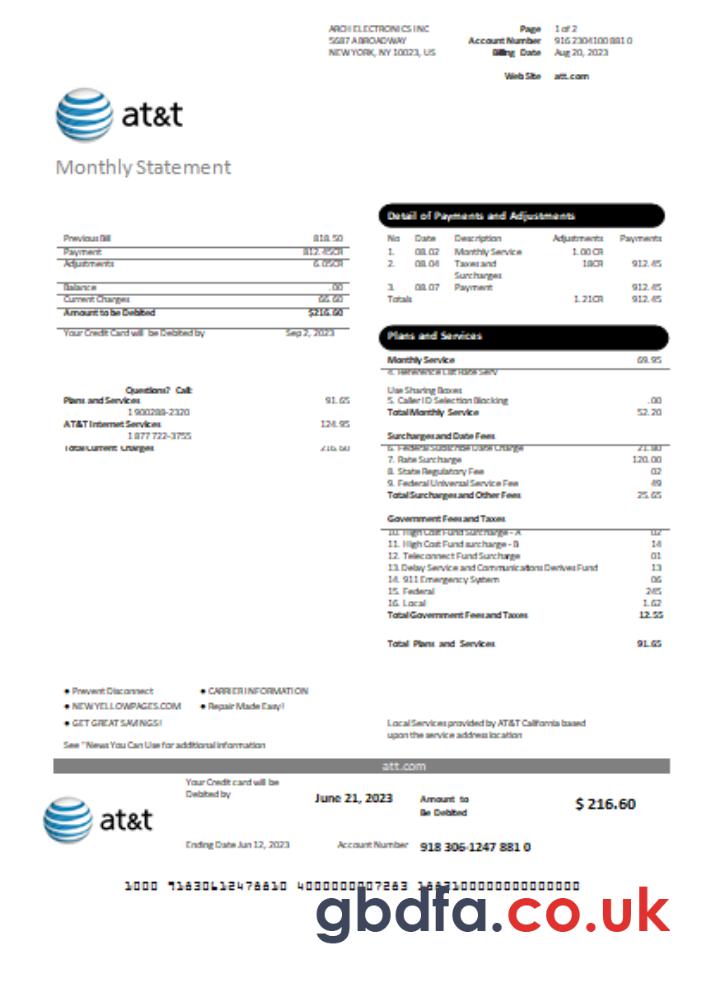 ARCH ELECTRONICS INC
5687 ABROADWAY
NEW YORK, NY 10023, US
Page 1 of 2
Account Number 916 2304100 881 0
Billing Date Aug 20, 2023
Web Site att.com
at&t
Monthly Statement
Previous Bill 818.50
Payment 812.45CR
Adjustments 6.05CR
Balance .00
Current Charges 66.60
Amount to be Debited $216.60
Your Credit Card will be Debited by Sep 2, 2023
Questions? Call:
Plans and Services 91.65
1 900288-2320
AT&T Internet Services 124.95
1 877 722-3755
Total Current Charges 216.60
Detail of Payments and Adjustments
No Date Description Adjustments Payments
1. 08.02 Monthly Service 1.00 CR
2. 08.04 Taxes and Surcharges 18CR 912.45
3. 08.07 Payment 912.45
Totals 1.21CR 912.45
Plans and Services
Monthly Service 69.95
4. Reference List Rate Serv
Use Sharing Boxes
5. Caller ID Selection Blocking .00
Total Monthly Service 52.20
Surcharges and Date Fees
6. Federal Subscribe Date Charge 21.80
7. Rate Surcharge 120.00
8. State Regulatory Fee 02
9. Federal Universal Service Fee 49
Total Surcharges and Other Fees 25.65
Government Fees and Taxes
10. High Cost Fund Surcharge - A 02
11. High Cost Fund surcharge - B 14
12. Teleconnect Fund Surcharge 01
13. Delay Service and Communications Derives Fund 13
14. 911 Emergency System 06
15. Federal 245
16. Local 1.62
Total Government Fees and Taxes 12.55
Total Plans and Services 91.65
• Prevent Disconnect
• CARRIER INFORMATION
• NEWYELLOWPAGES.COM
• Repair Made Easy!
• GET GREAT SAVINGS!
See "News You Can Use for additional information
Local Services provided by AT&T California based
upon the service address location
att.com
at&t
Your Credit card will be
Debited by
June 21, 2023
Amount to
Be Debited
$ 216.60
Ending Date Jun 12, 2023
Account Number 918 306-1247 881 0
gbdfa.co.uk